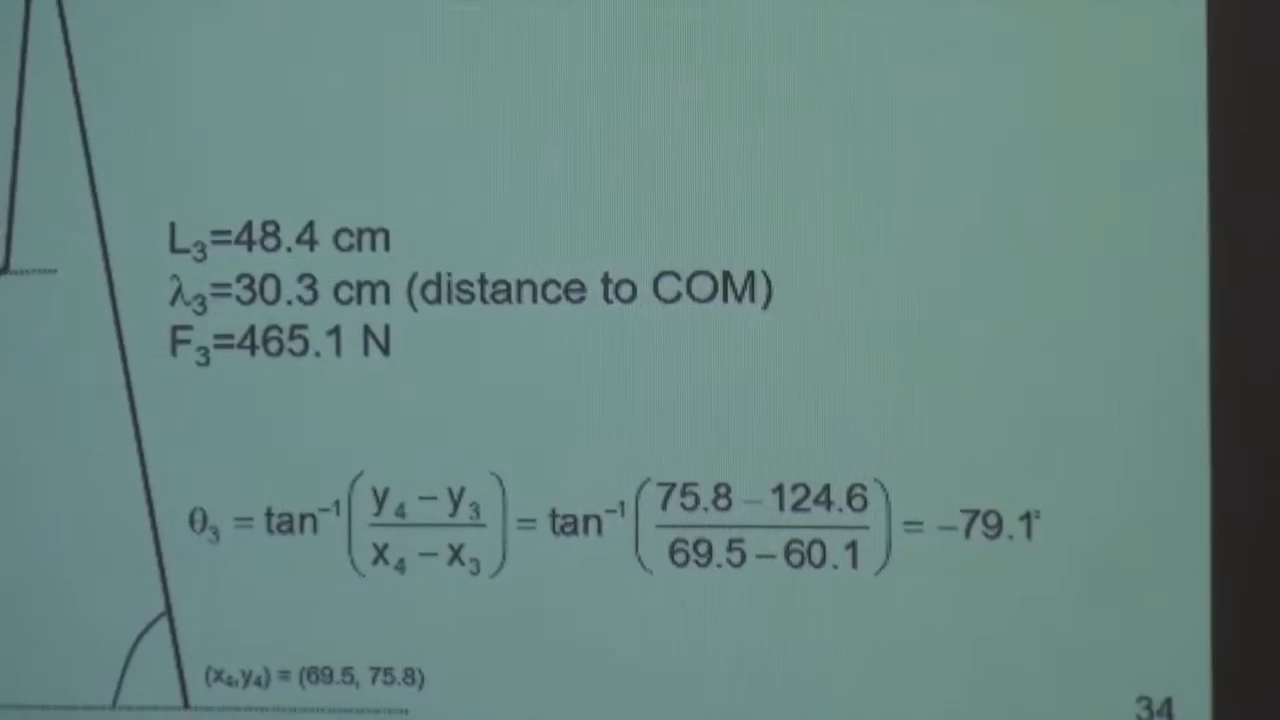 L₃=48.4 cm
λ₃=30.3 cm (distance to COM)
F₃=465.1 N
θ₃ = tan⁻¹((y₄ − y₃)/(x₄ − x₃)) = tan⁻¹((75.8 − 124.6)/(69.5 − 60.1)) = −79.1°
(x₄,y₄) = (69.5, 75.8)
34